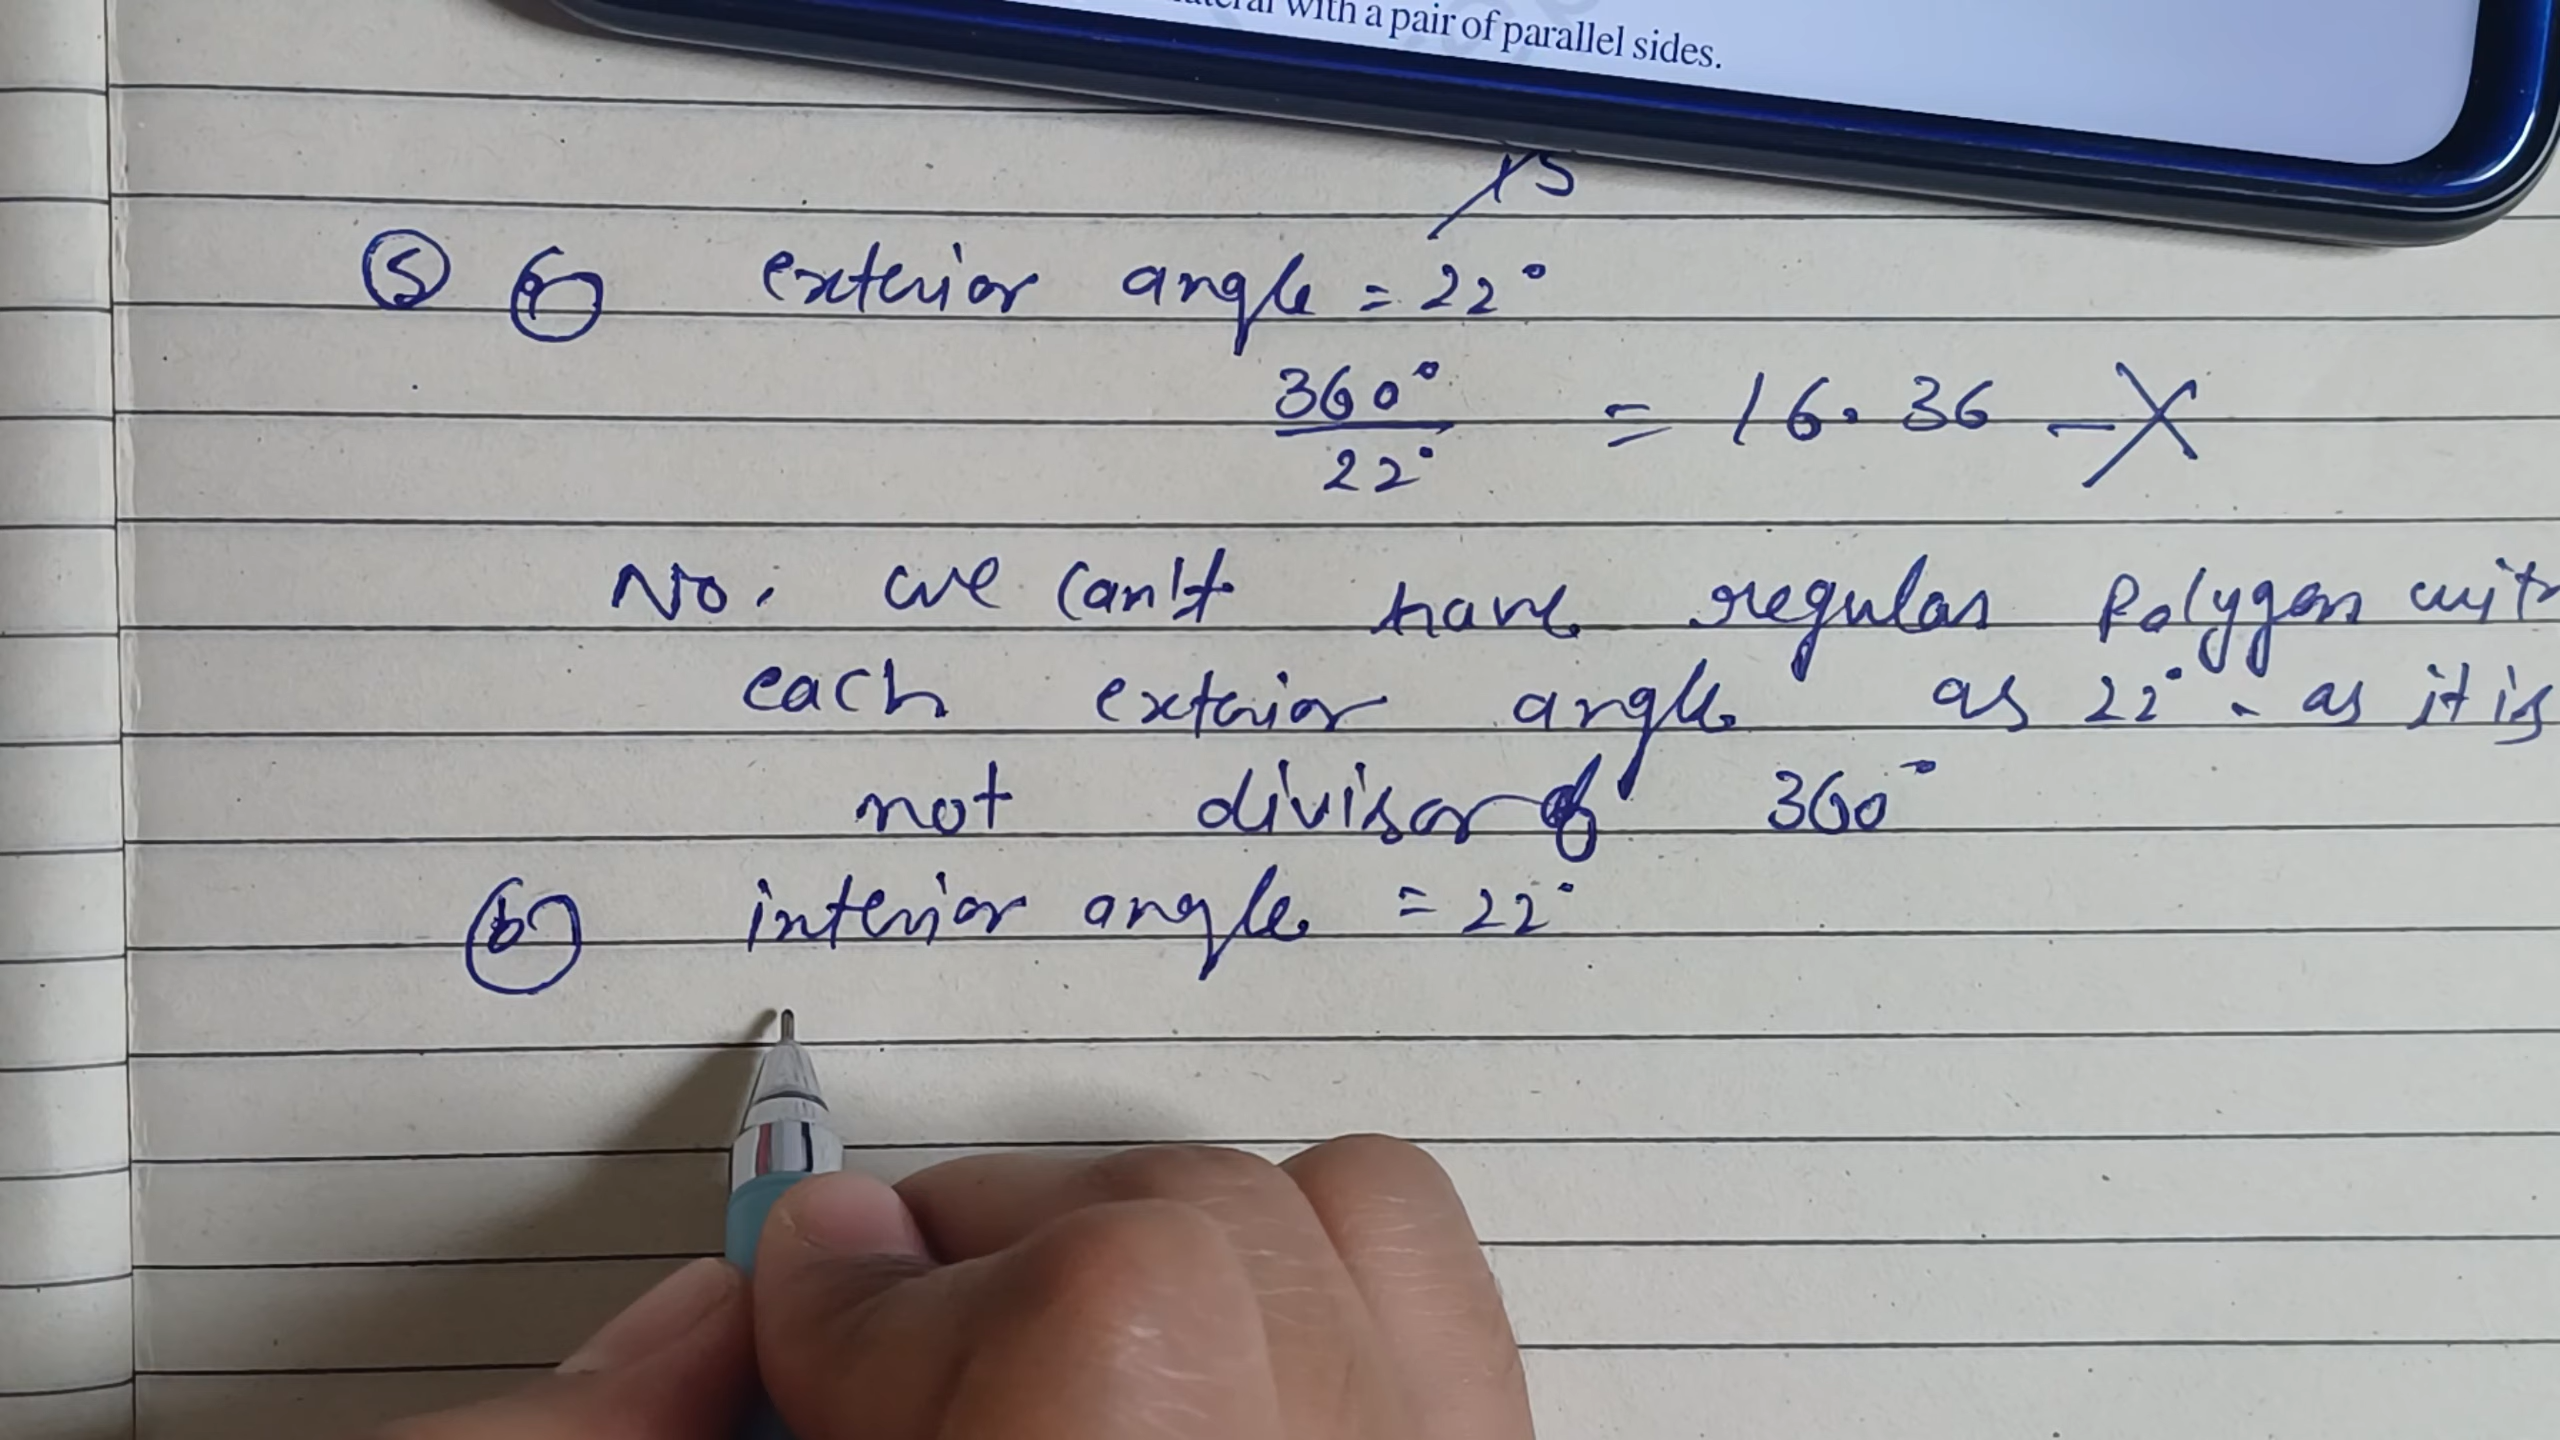 with a pair of parallel sides.
15
5 a exterior angle = 22°
360°/22° = 16.36 –X
No. we can't have regular polygon with
each exterior angle as 22° - as it is
not divisor of 360°
b interior angle = 22°